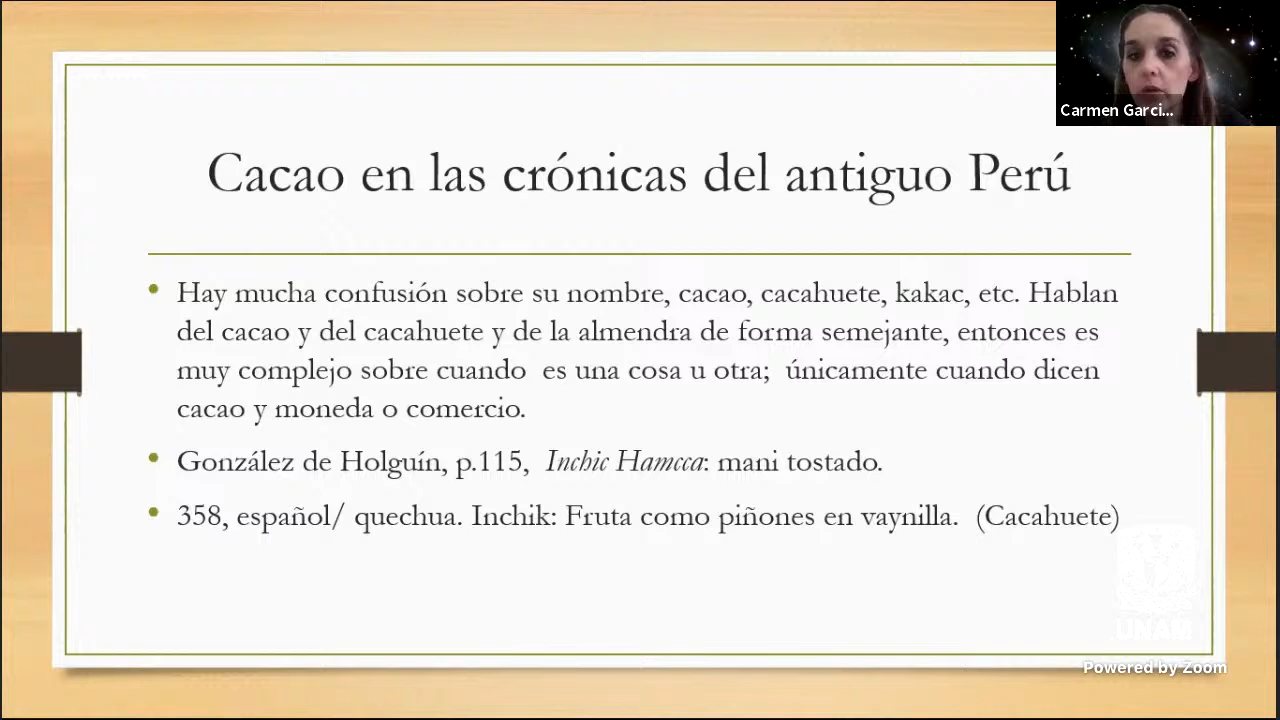 Carmen Garci...
Cacao en las crónicas del antiguo Perú
• Hay mucha confusión sobre su nombre, cacao, cacahuete, kakac, etc. Hablan
del cacao y del cacahuete y de la almendra de forma semejante, entonces es
muy complejo sobre cuando es una cosa u otra; únicamente cuando dicen
cacao y moneda o comercio.
• González de Holguín, p.115, Inchic Hamcca: mani tostado.
• 358, español/ quechua. Inchik: Fruta como piñones en vaynilla. (Cacahuete)
UNAM
Powered by Zoom